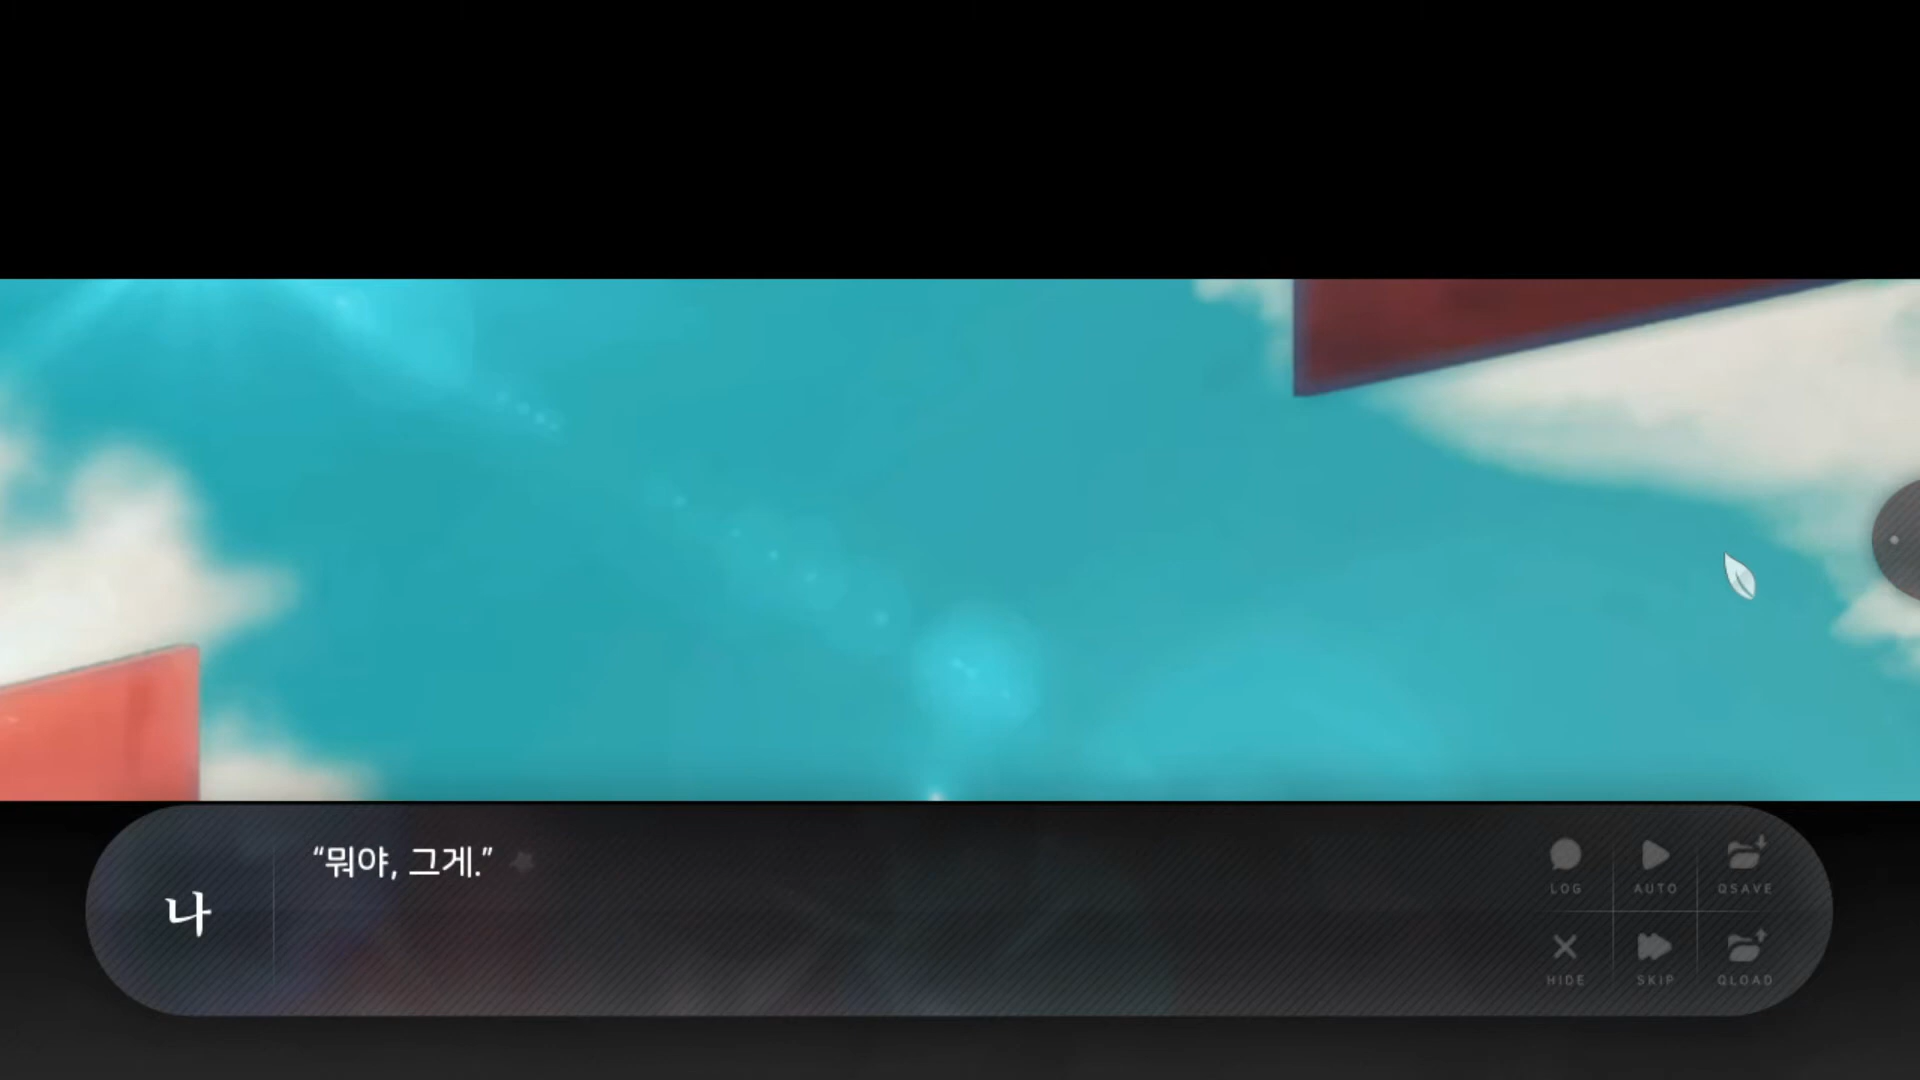 “뭐야, 그게.”
나
LOG AUTO QSAVE
HIDE SKIP QLOAD